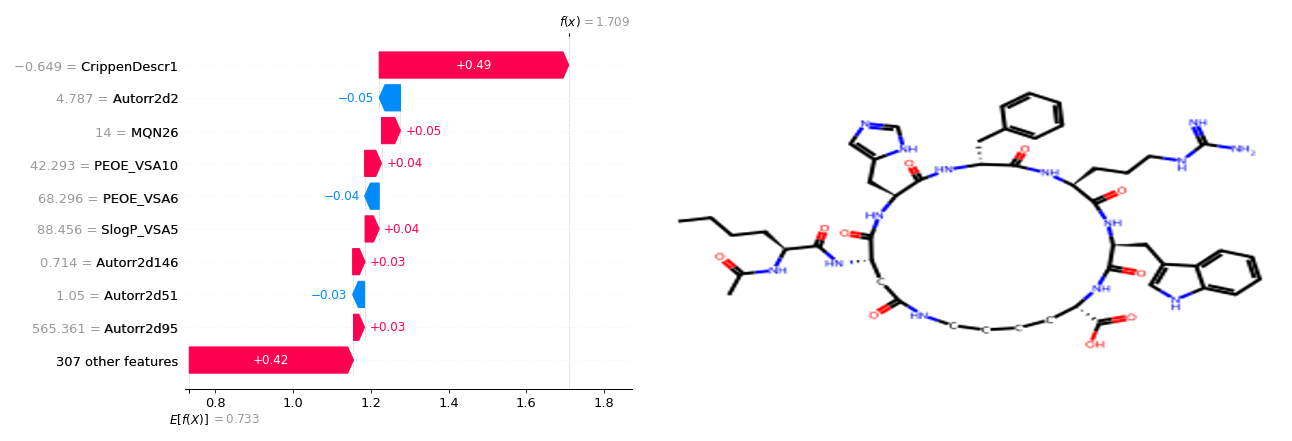 f(x) = 1.709
−0.649 = CrippenDescr1
+0.49
4.787 = Autorr2d2
−0.05
14 = MQN26
+0.05
42.293 = PEOE_VSA10
+0.04
68.296 = PEOE_VSA6
−0.04
88.456 = SlogP_VSA5
+0.04
0.714 = Autorr2d146
+0.03
1.05 = Autorr2d51
−0.03
565.361 = Autorr2d95
+0.03
307 other features
+0.42
0.8 1.0 1.2 1.4 1.6 1.8
E[f(X)] = 0.733
N
NH
O
HN
O
HN
NH
N
H
NH
NH₂
O
HN
O
O
HN
O
NH
O
NH
N
H
C
O
HN
C
C
C
C
NH
O
OH